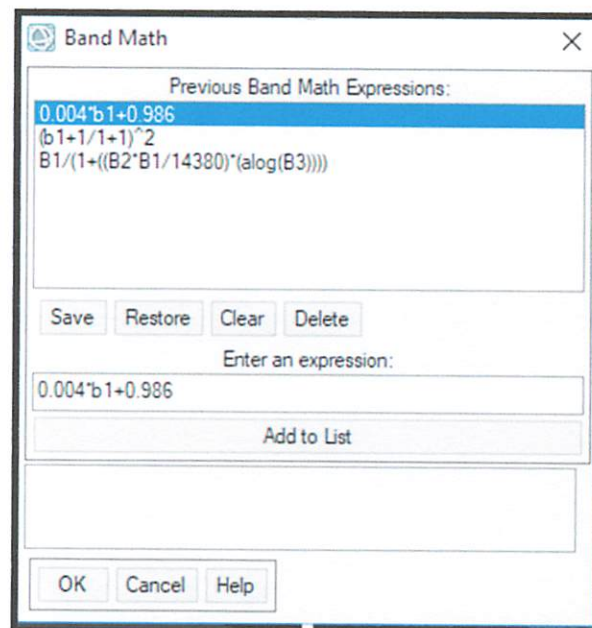 Band Math
Previous Band Math Expressions:
0.004*b1+0.986
(b1+1/1+1)^2
B1/(1+((B2*B1/14380)*(alog(B3))))
Save Restore Clear Delete
Enter an expression:
0.004*b1+0.986
Add to List
OK Cancel Help